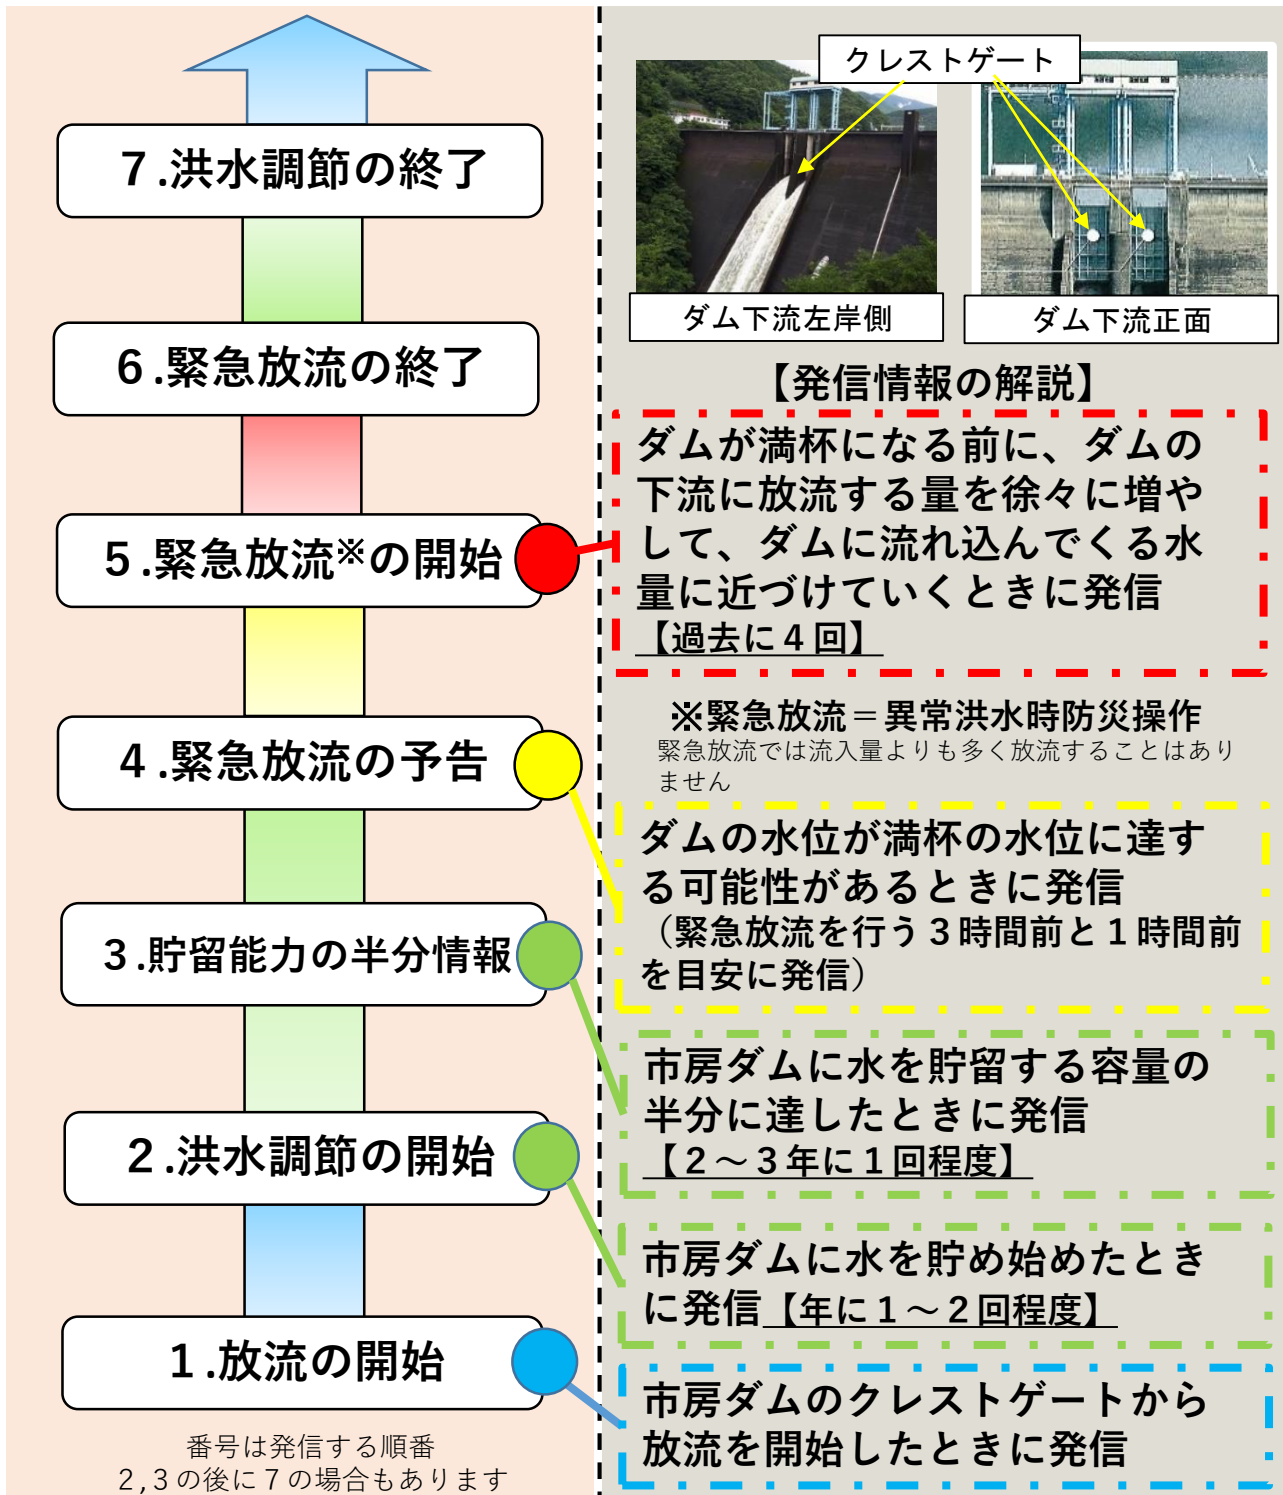 7.洪水調節の終了
6.緊急放流の終了
5.緊急放流※の開始
4.緊急放流の予告
3.貯留能力の半分情報
2.洪水調節の開始
1.放流の開始
番号は発信する順番
2,3の後に7の場合もあります
クレストゲート
ダム下流左岸側
ダム下流正面
【発信情報の解説】
ダムが満杯になる前に、ダムの
下流に放流する量を徐々に増や
して、ダムに流れ込んでくる水
量に近づけていくときに発信
【過去に4回】
※緊急放流＝異常洪水時防災操作
緊急放流では流入量よりも多く放流することはあり
ません
ダムの水位が満杯の水位に達す
る可能性があるときに発信
（緊急放流を行う3時間前と1時間前
を目安に発信）
市房ダムに水を貯留する容量の
半分に達したときに発信
【2～3年に1回程度】
市房ダムに水を貯め始めたとき
に発信【年に1～2回程度】
市房ダムのクレストゲートから
放流を開始したときに発信